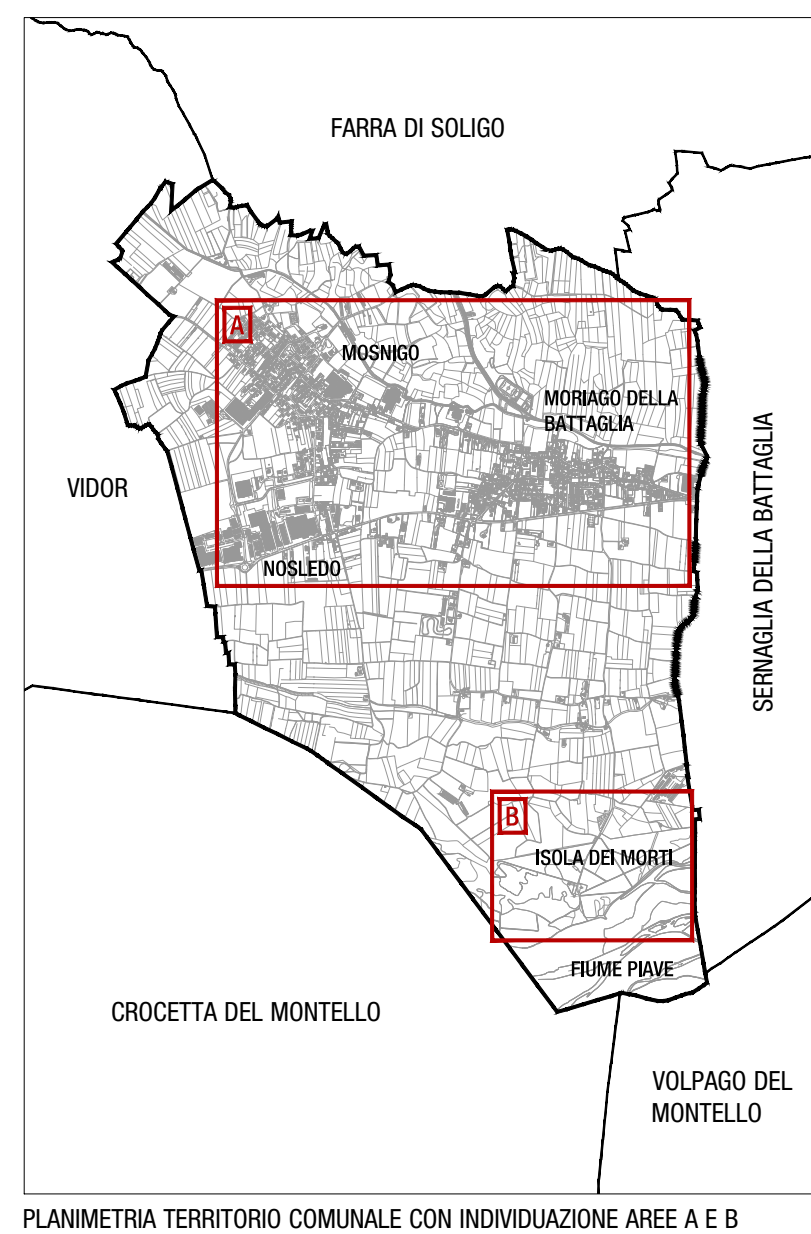 FARRA DI SOLIGO
A
MOSNIGO
MORIAGO DELLA
BATTAGLIA
VIDOR
SERNAGLIA DELLA BATTAGLIA
NOSLEDO
B
ISOLA DEI MORTI
FIUME PIAVE
CROCETTA DEL MONTELLO
VOLPAGO DEL
MONTELLO
PLANIMETRIA TERRITORIO COMUNALE CON INDIVIDUAZIONE AREE A E B